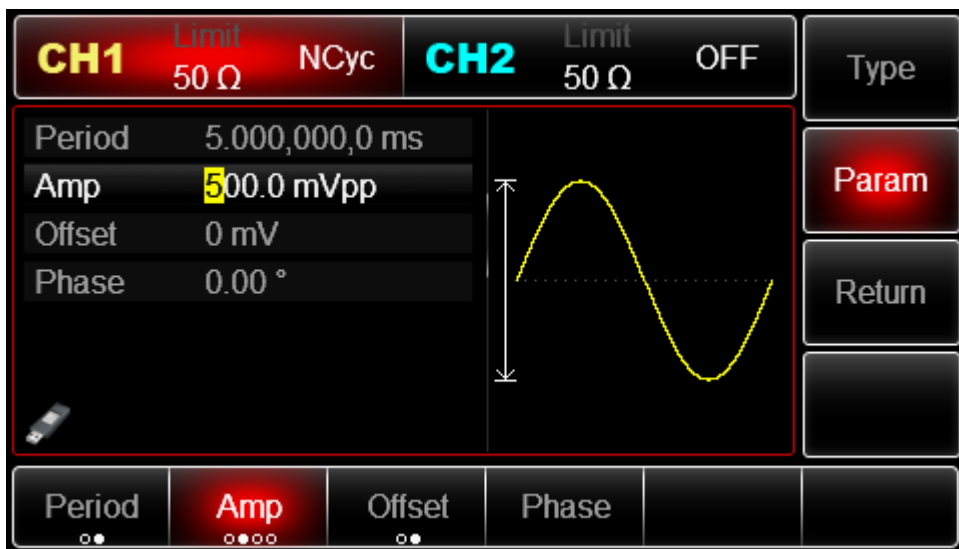 CH1 Limit 50 Ω NCyc CH2 Limit 50 Ω OFF
Type
Period 5.000,000,0 ms
Amp 500.0 mVpp
Offset 0 mV
Phase 0.00 °
Param
Return
Period Amp Offset Phase